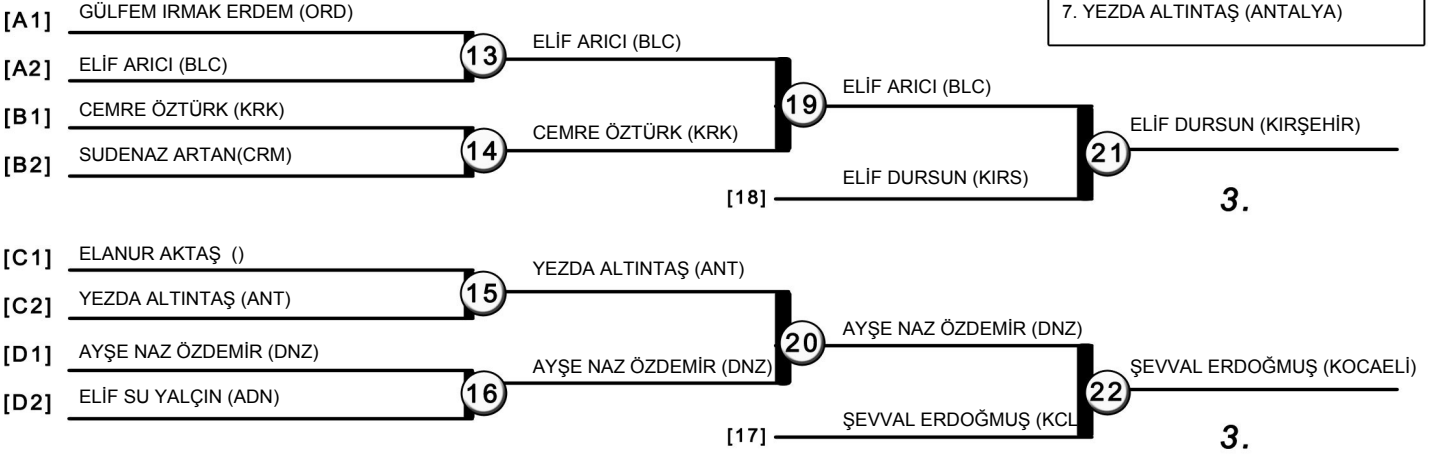 7. YEZDA ALTINTAŞ (ANTALYA)
[A1] GÜLFEM IRMAK ERDEM (ORD)
13
ELİF ARICI (BLC)
[A2] ELİF ARICI (BLC)
19
ELİF ARICI (BLC)
[B1] CEMRE ÖZTÜRK (KRK)
14
CEMRE ÖZTÜRK (KRK)
[B2] SUDENAZ ARTAN(CRM)
21
ELİF DURSUN (KIRŞEHİR)
[18] ELİF DURSUN (KIRS)
3.
[C1] ELANUR AKTAŞ ()
15
YEZDA ALTINTAŞ (ANT)
[C2] YEZDA ALTINTAŞ (ANT)
20
AYŞE NAZ ÖZDEMİR (DNZ)
[D1] AYŞE NAZ ÖZDEMİR (DNZ)
16
AYŞE NAZ ÖZDEMİR (DNZ)
[D2] ELİF SU YALÇIN (ADN)
22
ŞEVVAL ERDOĞMUŞ (KOCAELİ)
[17] ŞEVVAL ERDOĞMUŞ (KCL
3.